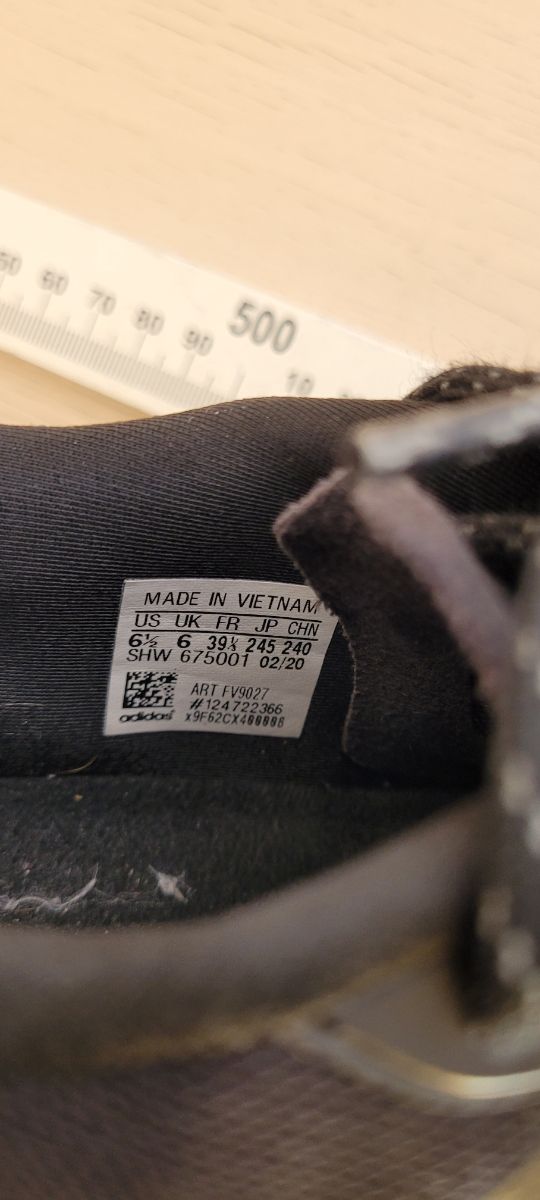 50 60 70 80 90 500 10
MADE IN VIETNAM
US UK FR JP CHN
6½ 6 39⅓ 245 240
SHW 675001 02/20
ART FV9027
#124722366
adidas x9F62CX400008